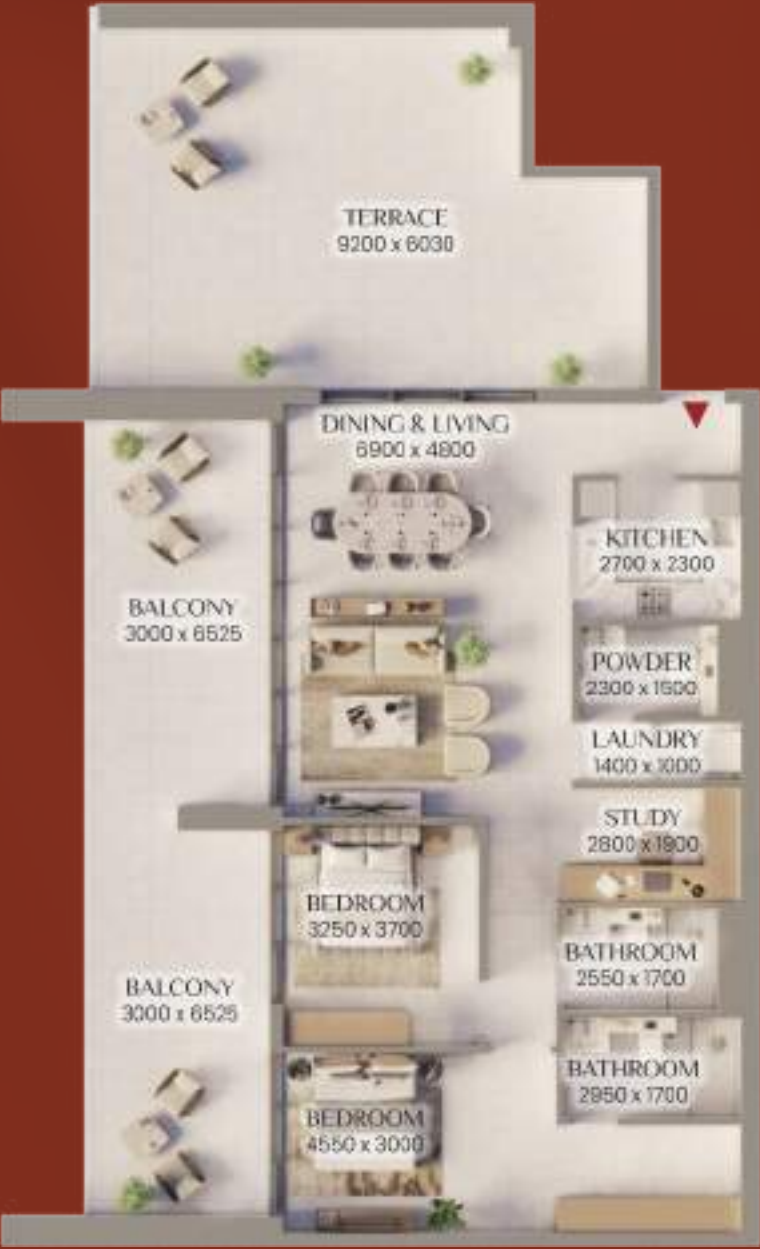 TERRACE
9200 x 6030
DINING & LIVING
6900 x 4800
KITCHEN
2700 x 2300
BALCONY
3000 x 6525
POWDER
2300 x 1500
LAUNDRY
1400 x 1000
STUDY
2800 x 1900
BEDROOM
3250 x 3700
BATHROOM
2550 x 1700
BALCONY
3000 x 6525
BATHROOM
2950 x 1700
BEDROOM
4550 x 3000